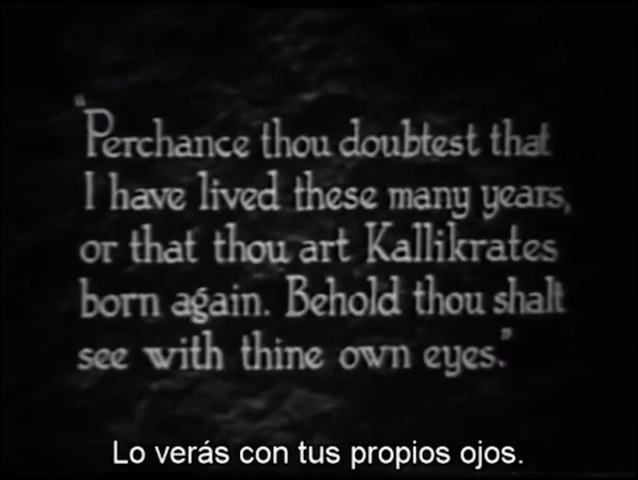 "Perchance thou doubtest that
I have lived these many years,
or that thou art Kallikrates
born again. Behold thou shalt
see with thine own eyes."
Lo verás con tus propios ojos.